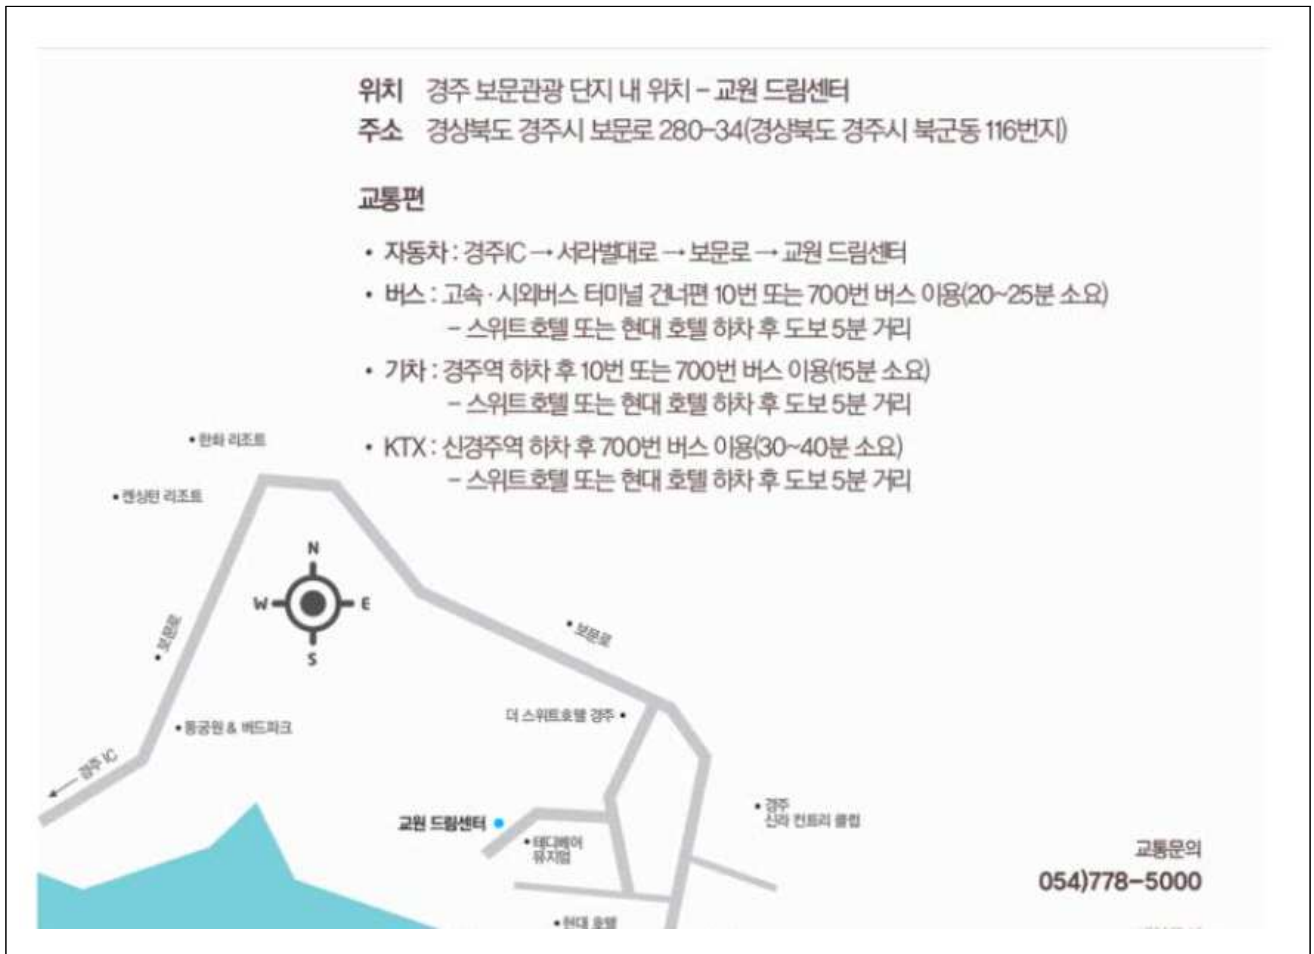 위치 경주 보문관광 단지 내 위치 - 교원 드림센터
주소 경상북도 경주시 보문로 280-34(경상북도 경주시 북군동 116번지)
교통편
• 자동차 : 경주IC → 서라벌대로 → 보문로 → 교원 드림센터
• 버스 : 고속 · 시외버스 터미널 건너편 10번 또는 700번 버스 이용(20~25분 소요)
- 스위트호텔 또는 현대 호텔 하차 후 도보 5분 거리
• 기차 : 경주역 하차 후 10번 또는 700번 버스 이용(15분 소요)
- 스위트호텔 또는 현대 호텔 하차 후 도보 5분 거리
• KTX : 신경주역 하차 후 700번 버스 이용(30~40분 소요)
- 스위트호텔 또는 현대 호텔 하차 후 도보 5분 거리
• 한화 리조트
• 켄싱턴 리조트
N
W E
S
• 보문로
• 보문로
더 스위트호텔 경주 •
• 동궁원 & 버드파크
경주 IC
교원 드림센터
• 테디베어
뮤지엄
• 경주
신라 컨트리 클럽
• 현대 호텔
교통문의
054)778-5000